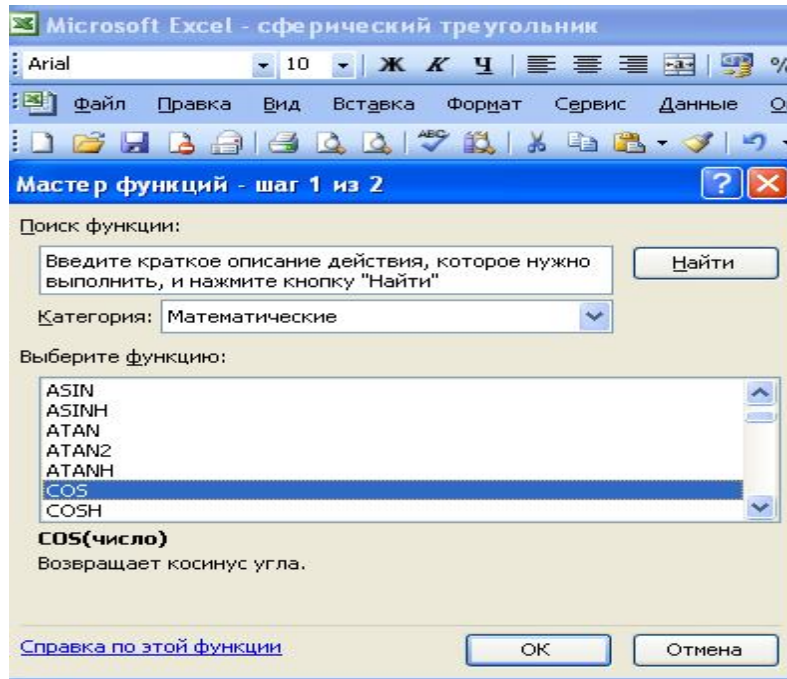 Microsoft Excel - сферический треугольник
Arial 10 Ж К Ч %
Файл Правка Вид Вставка Формат Сервис Данные О
ABC
Мастер функций - шаг 1 из 2
Поиск функции:
Введите краткое описание действия, которое нужно
выполнить, и нажмите кнопку "Найти"
Найти
Категория: Математические
Выберите функцию:
ASIN
ASINH
ATAN
ATAN2
ATANH
COS
COSH
COS(число)
Возвращает косинус угла.
Справка по этой функции
ОК
Отмена